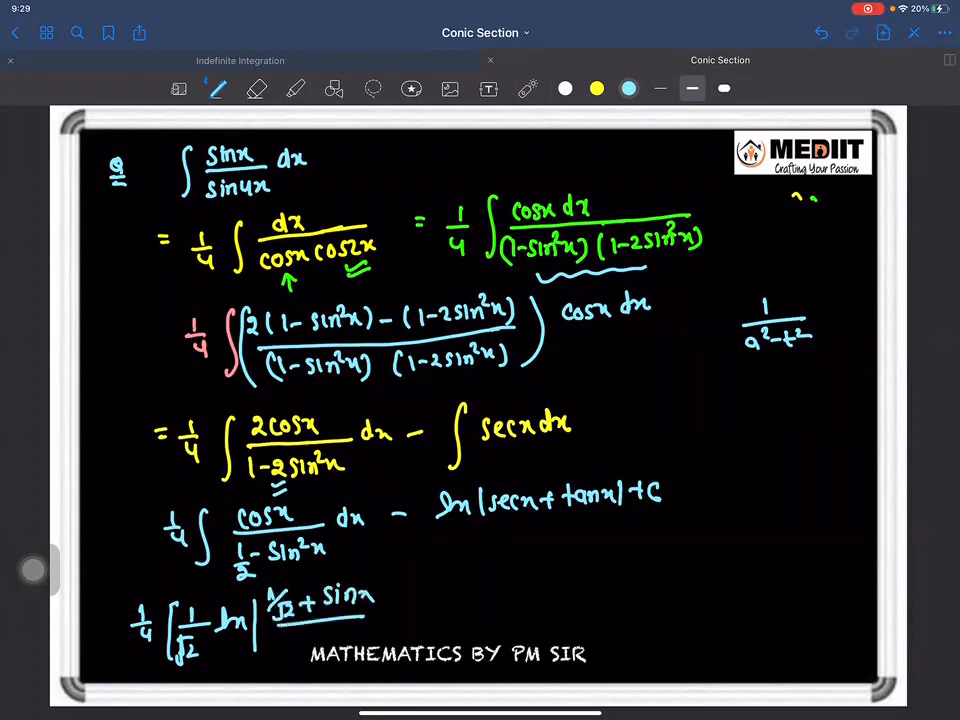 9:29
20%
Conic Section
Indefinite Integration
Conic Section
T
MEDIIT
Crafting Your Passion
Q ∫ sinx/sin4x dx
= 1/4 ∫ dx/(cosx cos2x) = 1/4 ∫ cosx dx/((1-sin²x)(1-2sin²x))
1/4 ∫ ( (2(1-sin²x) - (1-2sin²x))/((1-sin²x) (1-2sin²x)) ) cosx dx
1/(a²-t²)
= 1/4 ∫ 2cosx/(1-2sin²x) dx - ∫ secx dx
1/4 ∫ cosx/(1/2 - sin²x) dx - ln|secx + tanx| + C
1/4 [ 1/√2 ln | 1/√2 + sinx
MATHEMATICS BY PM SIR